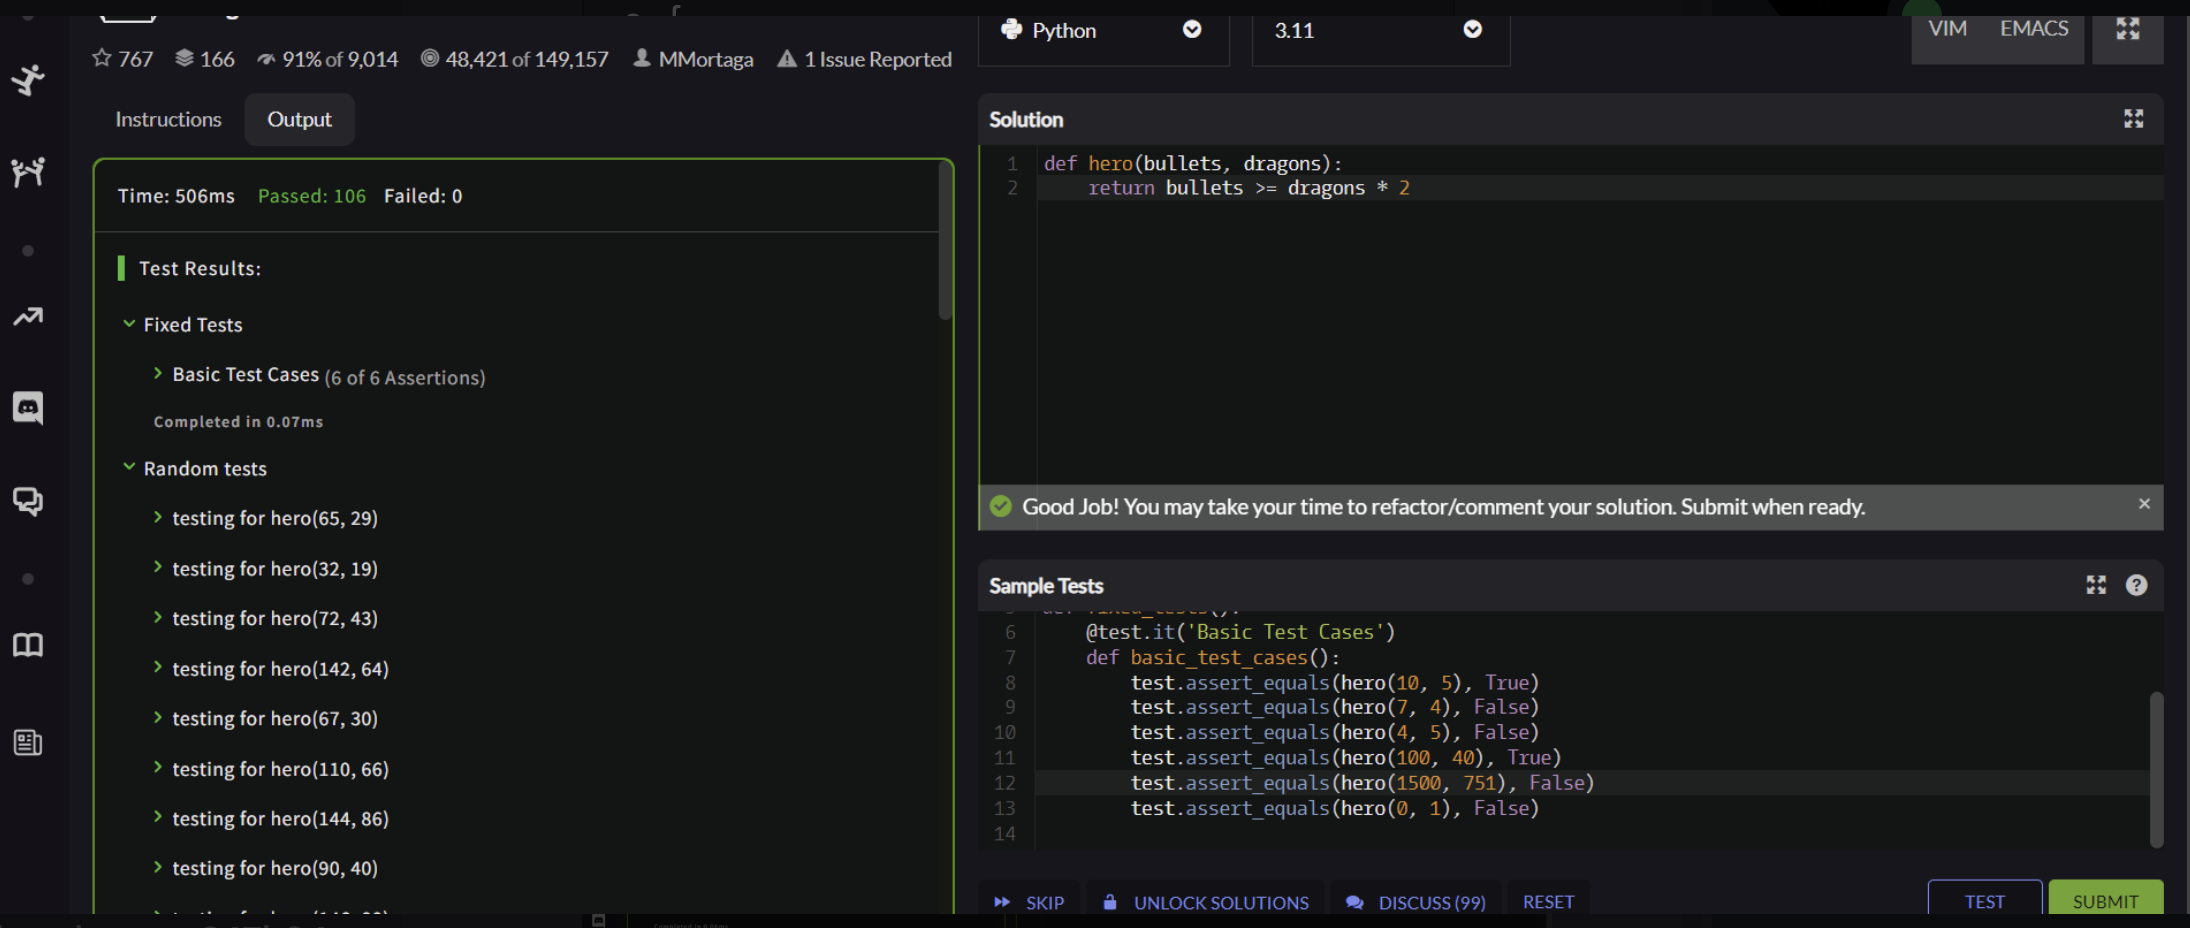 767 166 91% of 9,014 48,421 of 149,157 MMortaga 1 Issue Reported
Python
3.11
VIM EMACS
Instructions Output
Time: 506ms Passed: 106 Failed: 0
Test Results:
Fixed Tests
Basic Test Cases (6 of 6 Assertions)
Completed in 0.07ms
Random tests
testing for hero(65, 29)
testing for hero(32, 19)
testing for hero(72, 43)
testing for hero(142, 64)
testing for hero(67, 30)
testing for hero(110, 66)
testing for hero(144, 86)
testing for hero(90, 40)
Solution
1 def hero(bullets, dragons):
2     return bullets >= dragons * 2
Good Job! You may take your time to refactor/comment your solution. Submit when ready.
Sample Tests
6     @test.it('Basic Test Cases')
7     def basic_test_cases():
8         test.assert_equals(hero(10, 5), True)
9         test.assert_equals(hero(7, 4), False)
10         test.assert_equals(hero(4, 5), False)
11         test.assert_equals(hero(100, 40), True)
12         test.assert_equals(hero(1500, 751), False)
13         test.assert_equals(hero(0, 1), False)
14
SKIP UNLOCK SOLUTIONS DISCUSS (99) RESET TEST SUBMIT